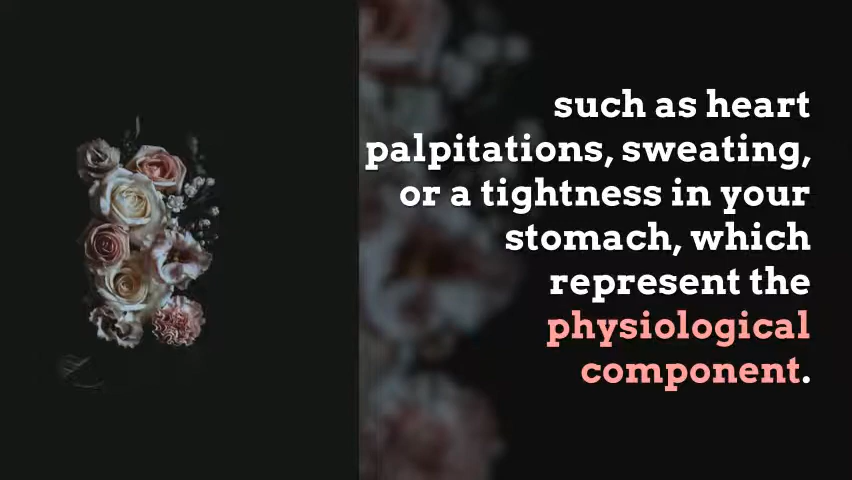 such as heart
palpitations, sweating,
or a tightness in your
stomach, which
represent the
physiological
component.